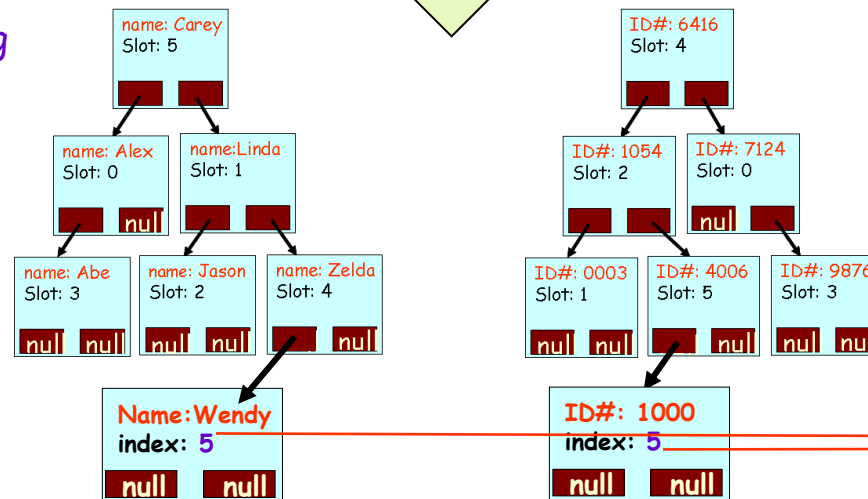 g
name: Carey
Slot: 5
ID#: 6416
Slot: 4
name: Alex
Slot: 0
null
name:Linda
Slot: 1
ID#: 1054
Slot: 2
ID#: 7124
Slot: 0
null
name: Abe
Slot: 3
null null
name: Jason
Slot: 2
null null
name: Zelda
Slot: 4
null
ID#: 0003
Slot: 1
null null
ID#: 4006
Slot: 5
null
ID#: 9876
Slot: 3
null nu
Name:Wendy
index: 5
null null
ID#: 1000
index: 5
null null